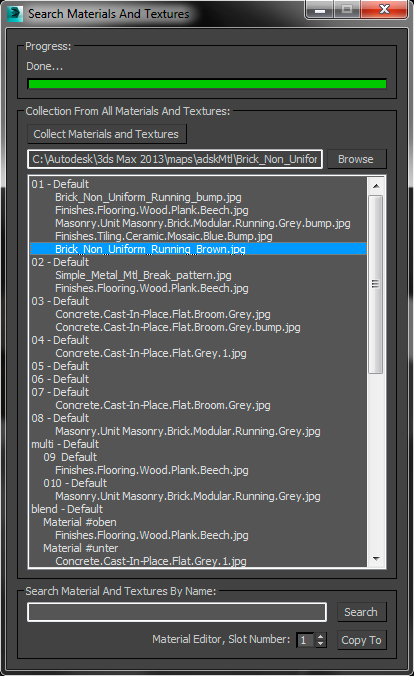 Search Materials And Textures
Progress:
Done...
Collection From All Materials And Textures:
Collect Materials and Textures
C:\Autodesk\3ds Max 2013\maps\adskMtl\Brick_Non_Unifor
Browse
01 - Default
Brick_Non_Uniform_Running_bump.jpg
Finishes.Flooring.Wood.Plank.Beech.jpg
Masonry.Unit Masonry.Brick.Modular.Running.Grey.bump.jpg
Finishes.Tiling.Ceramic.Mosaic.Blue.Bump.jpg
Brick_Non_Uniform_Running_Brown.jpg
02 - Default
Simple_Metal_Mtl_Break_pattern.jpg
Finishes.Flooring.Wood.Plank.Beech.jpg
03 - Default
Concrete.Cast-In-Place.Flat.Broom.Grey.jpg
Concrete.Cast-In-Place.Flat.Broom.Grey.bump.jpg
04 - Default
Concrete.Cast-In-Place.Flat.Grey.1.jpg
05 - Default
06 - Default
07 - Default
Concrete.Cast-In-Place.Flat.Broom.Grey.jpg
08 - Default
Masonry.Unit Masonry.Brick.Modular.Running.Grey.jpg
multi - Default
09  Default
Finishes.Flooring.Wood.Plank.Beech.jpg
010 - Default
Masonry.Unit Masonry.Brick.Modular.Running.Grey.jpg
blend - Default
Material #oben
Finishes.Flooring.Wood.Plank.Beech.jpg
Material #unter
Concrete.Cast-In-Place.Flat.Grey.1.jpg
Search Material And Textures By Name:
Search
Material Editor, Slot Number: 1
Copy To